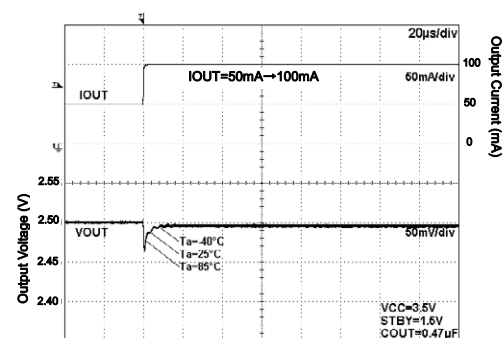 20µs/div
IOUT=50mA→100mA
50mA/div
IOUT
100
50
0
Output Current (mA)
2.55
2.50
2.45
2.40
Output Voltage (V)
VOUT
50mV/div
Ta=-40°C
Ta=25°C
Ta=85°C
VCC=3.5V
STBY=1.5V
COUT=0.47µF